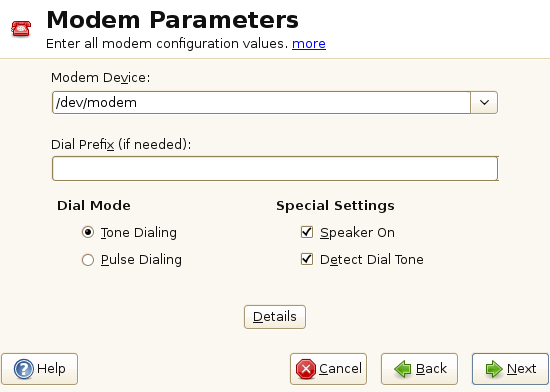 Modem Parameters
Enter all modem configuration values. more
Modem Device:
/dev/modem
Dial Prefix (if needed):
Dial Mode
Special Settings
Tone Dialing
Speaker On
Pulse Dialing
Detect Dial Tone
Details
Help
Cancel
Back
Next